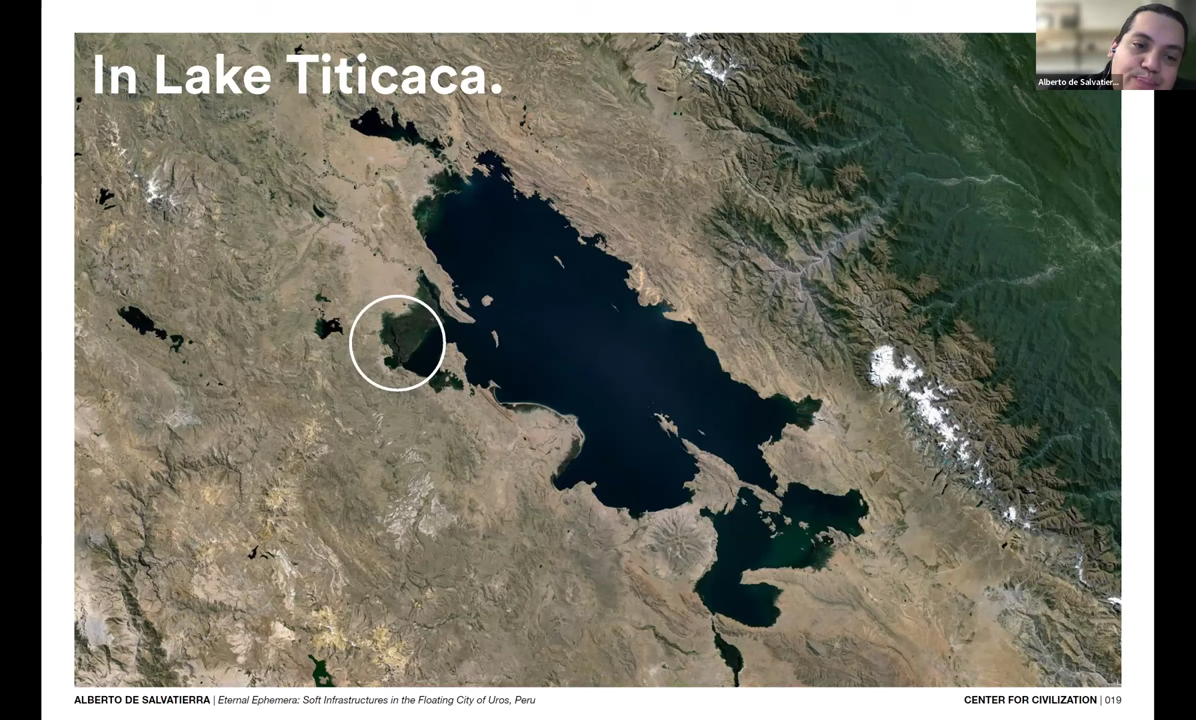 In Lake Titicaca.
Alberto de Salvatier...
ALBERTO DE SALVATIERRA | Eternal Ephemera: Soft Infrastructures in the Floating City of Uros, Peru
CENTER FOR CIVILIZATION | 019